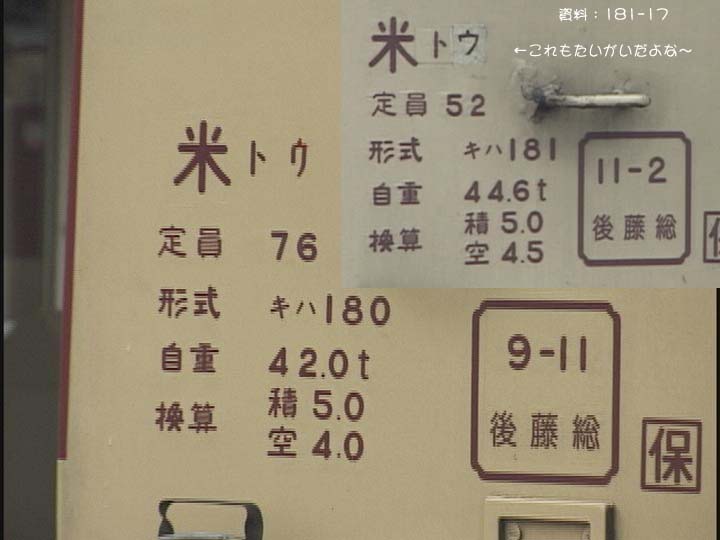 資料：181-17
←これもたいがいだよな～
米トウ
定員 52
形式 キハ181
自重 44.6t
換算 積 5.0
空 4.5
11-2
後藤総
米トウ
定員 76
形式 キハ180
自重 42.0t
換算 積 5.0
空 4.0
9-11
後藤総
保